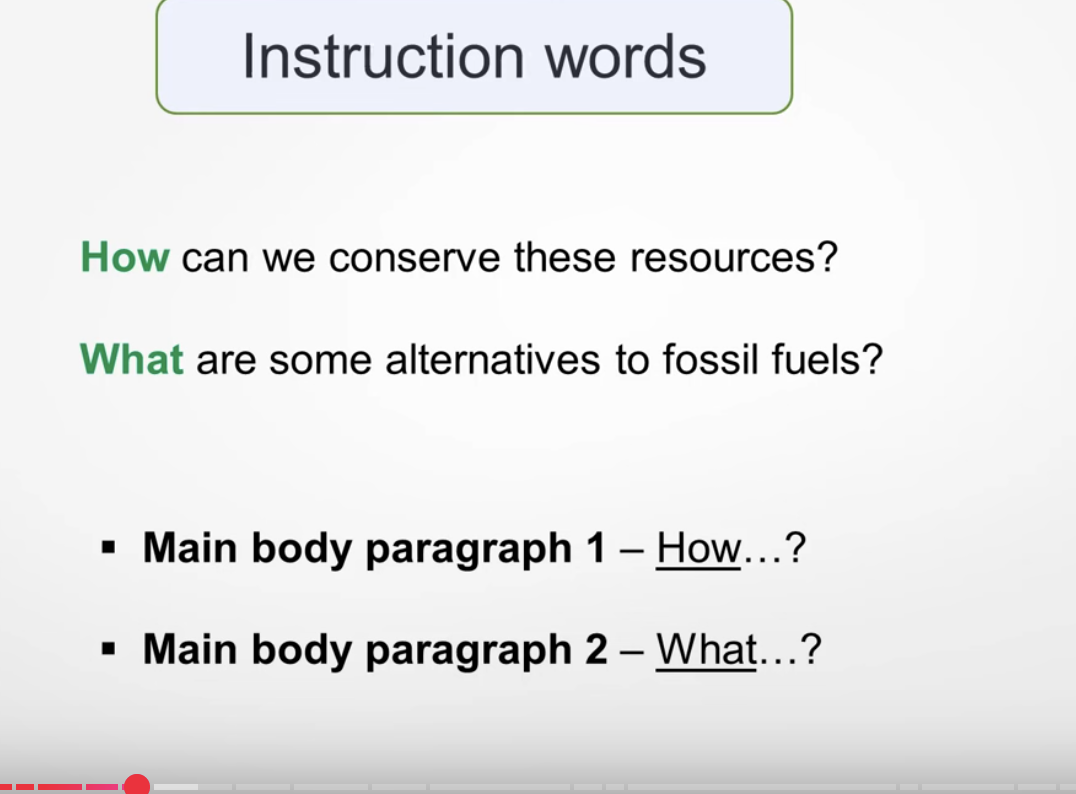 Instruction words
How can we conserve these resources?
What are some alternatives to fossil fuels?
▪ Main body paragraph 1 – How…?
▪ Main body paragraph 2 – What…?